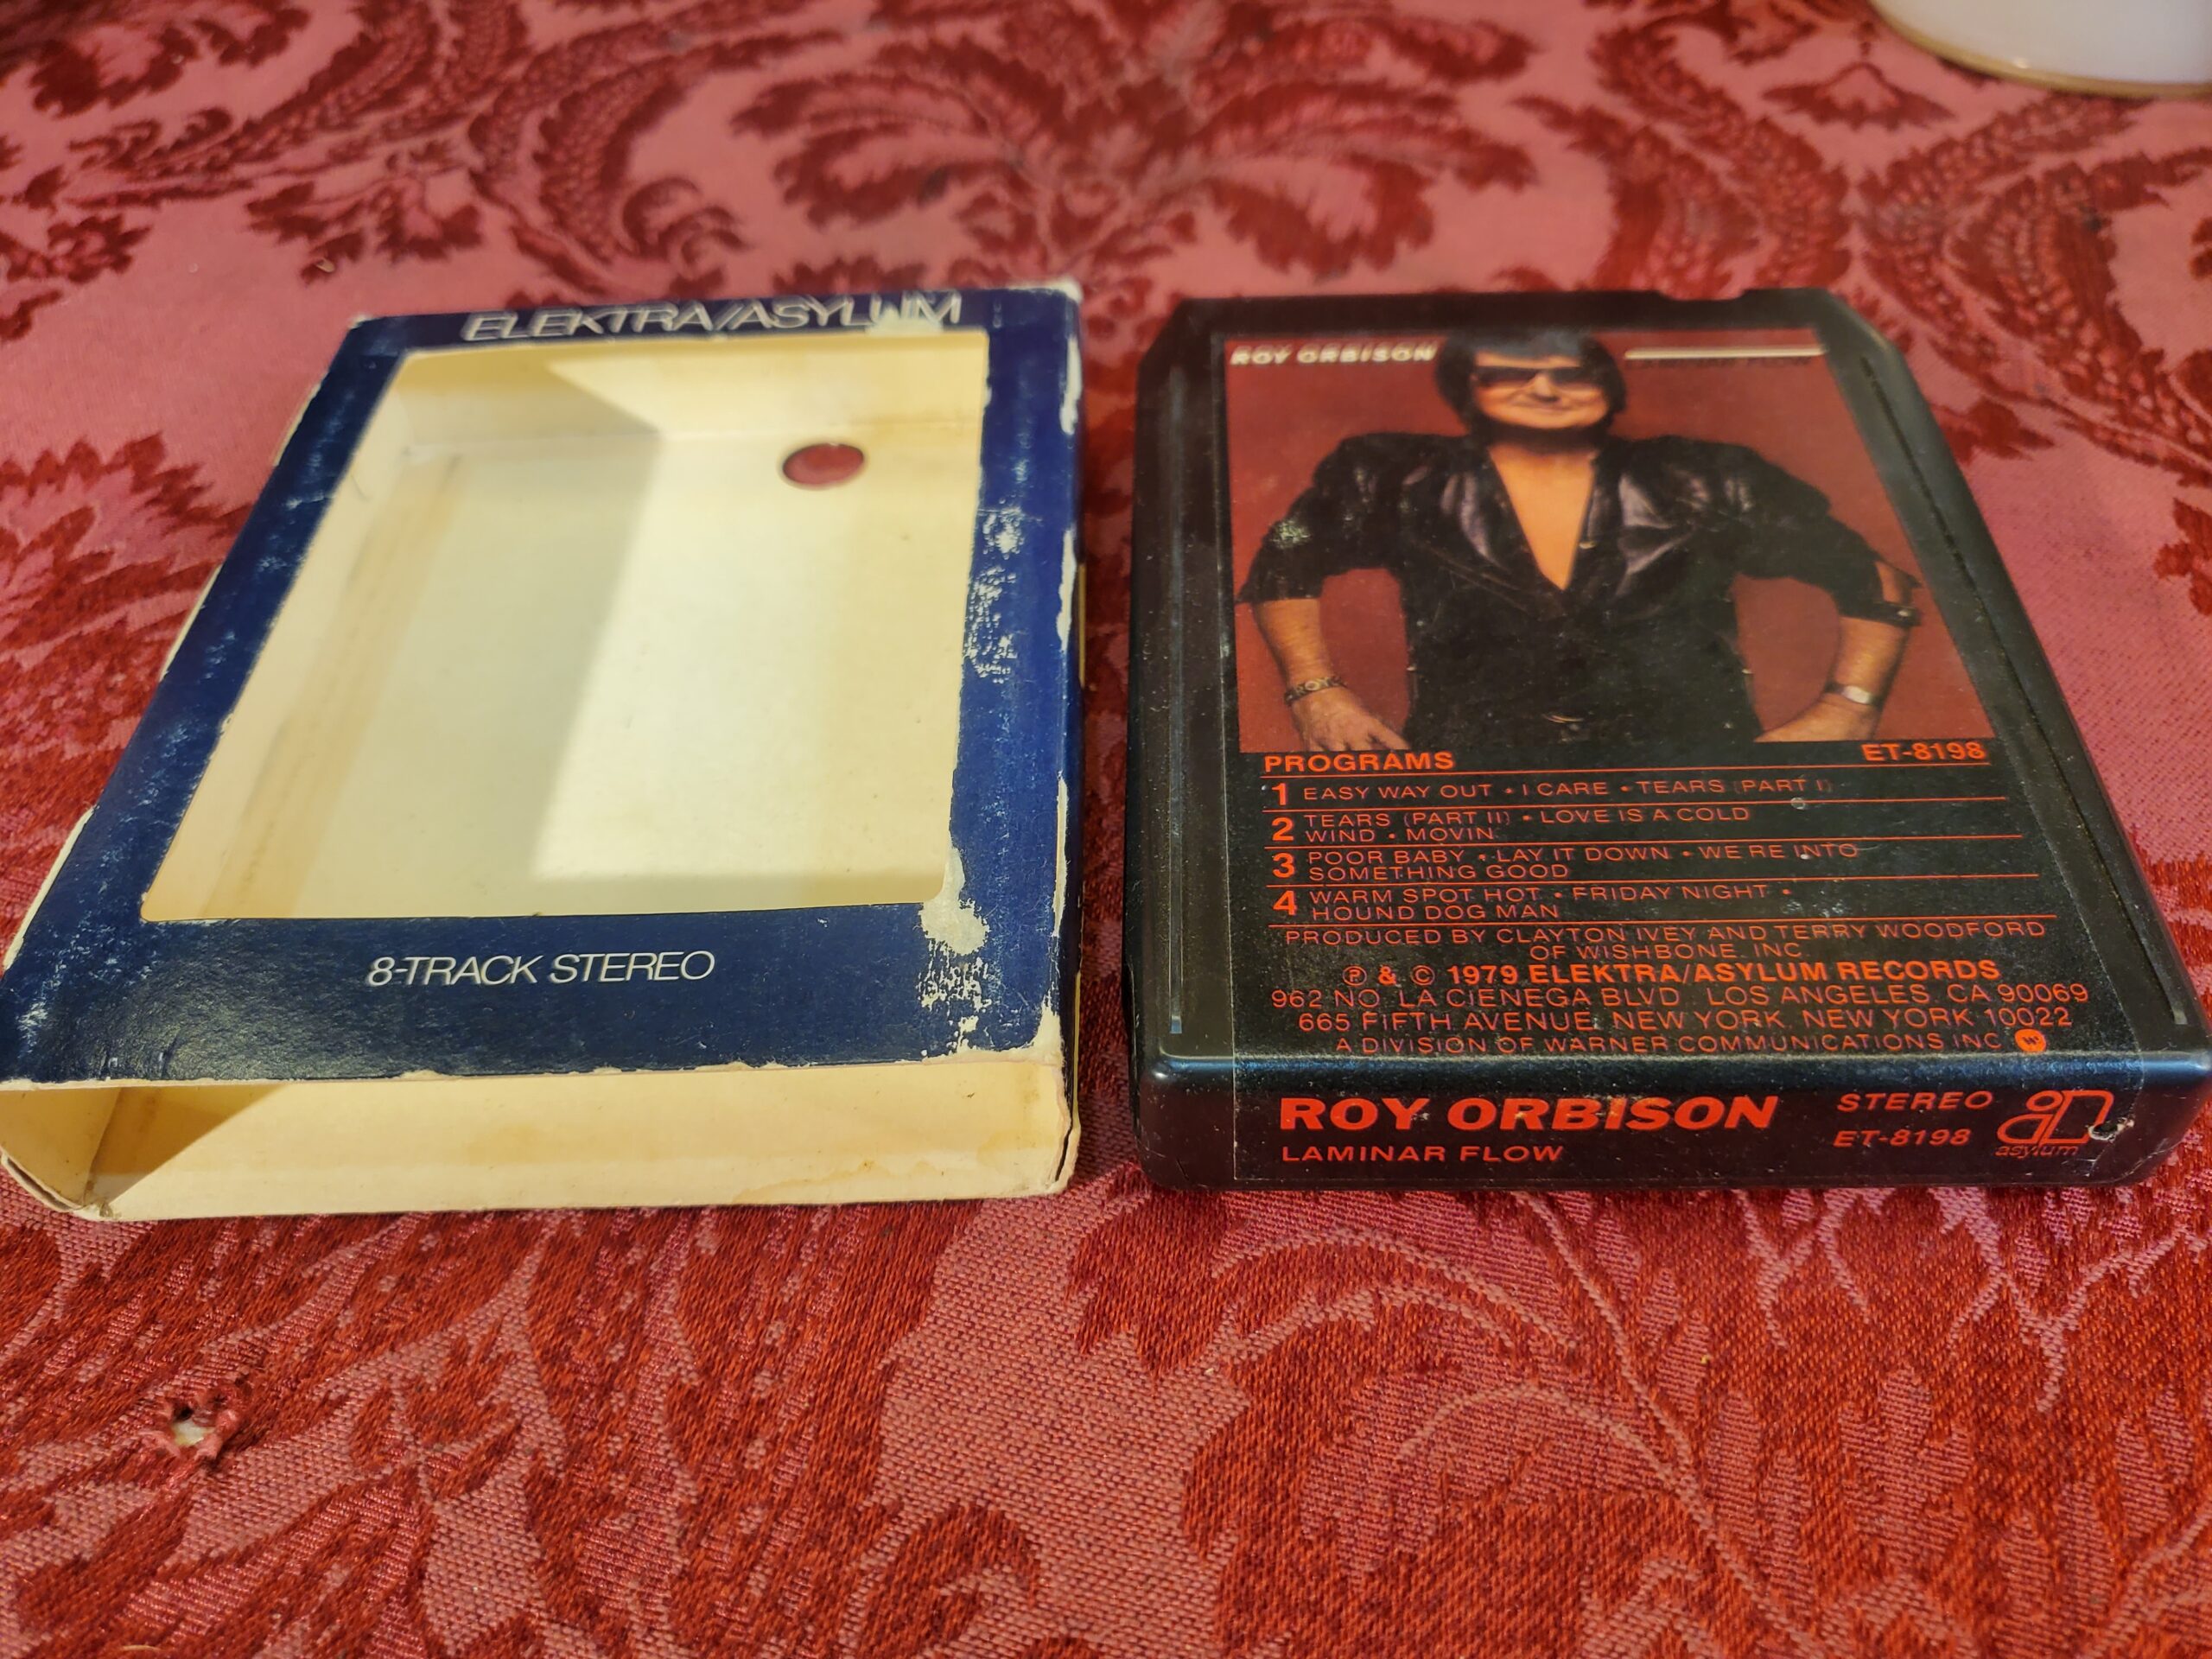 ELEKTRA/ASYLUM
8-TRACK STEREO
ROY ORBISON
PROGRAMS ET-8198
1 EASY WAY OUT • I CARE • TEARS (PART I)
2 TEARS (PART II) • LOVE IS A COLD
WIND • MOVIN'
3 POOR BABY • LAY IT DOWN • WE'RE INTO
SOMETHING GOOD
4 WARM SPOT HOT • FRIDAY NIGHT •
HOUND DOG MAN
PRODUCED BY CLAYTON IVEY AND TERRY WOODFORD
OF WISHBONE, INC.
℗ & © 1979 ELEKTRA/ASYLUM RECORDS
962 NO. LA CIENEGA BLVD., LOS ANGELES, CA 90069
665 FIFTH AVENUE, NEW YORK, NEW YORK 10022
A DIVISION OF WARNER COMMUNICATIONS INC.
ROY ORBISON
LAMINAR FLOW
STEREO
ET-8198
asylum